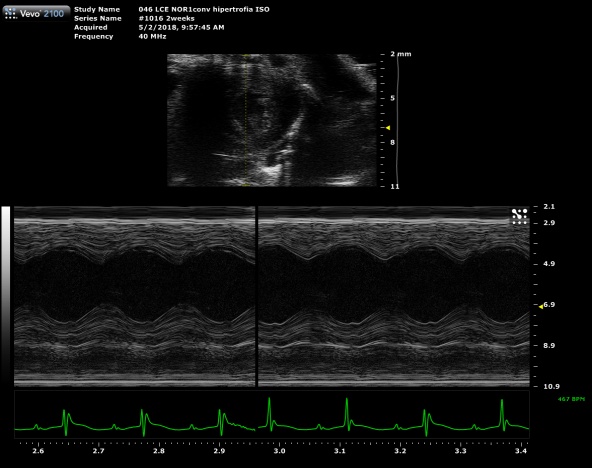 Vevo 2100
Study Name 046 LCE NOR1conv hipertrofia ISO
Series Name #1016 2weeks
Acquired 5/2/2018, 9:57:45 AM
Frequency 40 MHz
2 mm
5
8
11
2.1
2.9
4.9
6.9
8.9
10.9
467 BPM
2.6 2.7 2.8 2.9 3.0 3.1 3.2 3.3 3.4